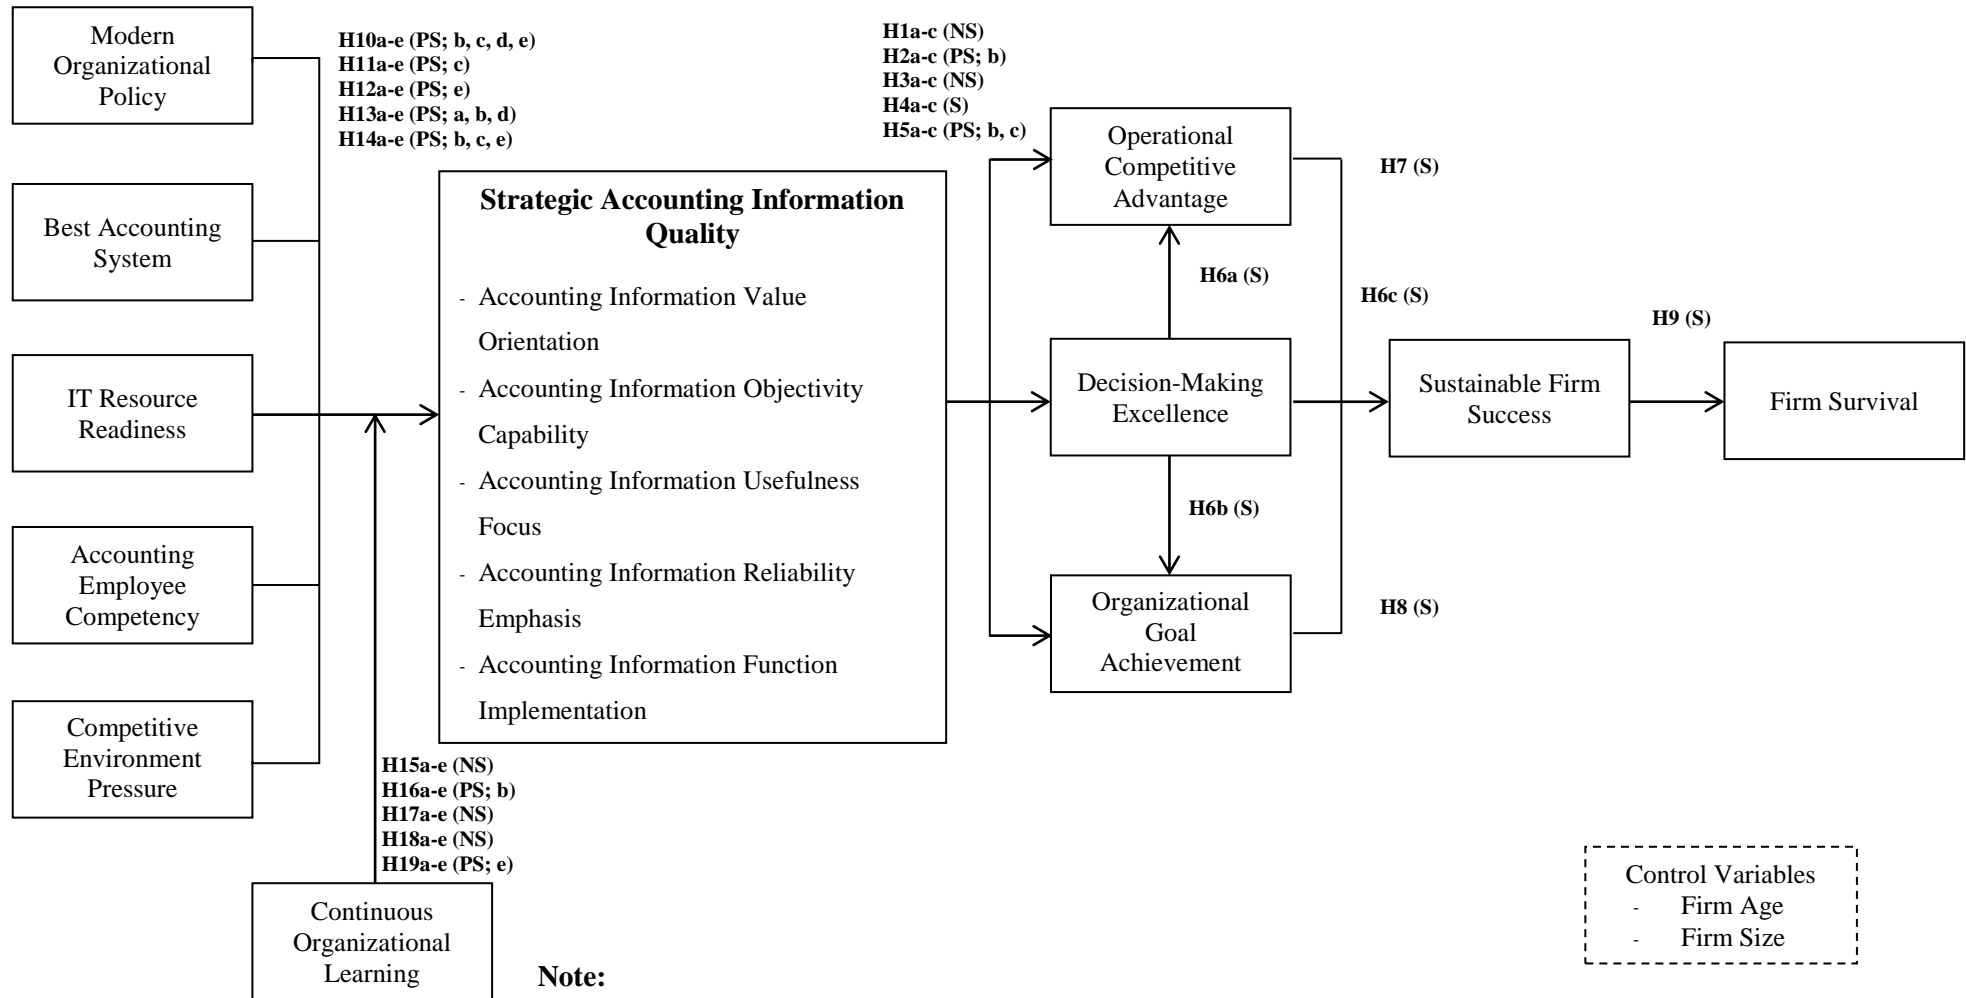 Modern
Organizational
Policy
H10a-e (PS; b, c, d, e)
H11a-e (PS; c)
H12a-e (PS; e)
H13a-e (PS; a, b, d)
H14a-e (PS; b, c, e)
H1a-c (NS)
H2a-c (PS; b)
H3a-c (NS)
H4a-c (S)
H5a-c (PS; b, c)
Best Accounting
System
IT Resource
Readiness
Accounting
Employee
Competency
Competitive
Environment
Pressure
Strategic Accounting Information
Quality
- Accounting Information Value
Orientation
- Accounting Information Objectivity
Capability
- Accounting Information Usefulness
Focus
- Accounting Information Reliability
Emphasis
- Accounting Information Function
Implementation
Operational
Competitive
Advantage
H7 (S)
H6a (S)
H6c (S)
Decision-Making
Excellence
H6b (S)
Organizational
Goal
Achievement
H8 (S)
Sustainable Firm
Success
H9 (S)
Firm Survival
H15a-e (NS)
H16a-e (PS; b)
H17a-e (NS)
H18a-e (NS)
H19a-e (PS; e)
Continuous
Organizational
Learning
Note:
Control Variables
- Firm Age
- Firm Size